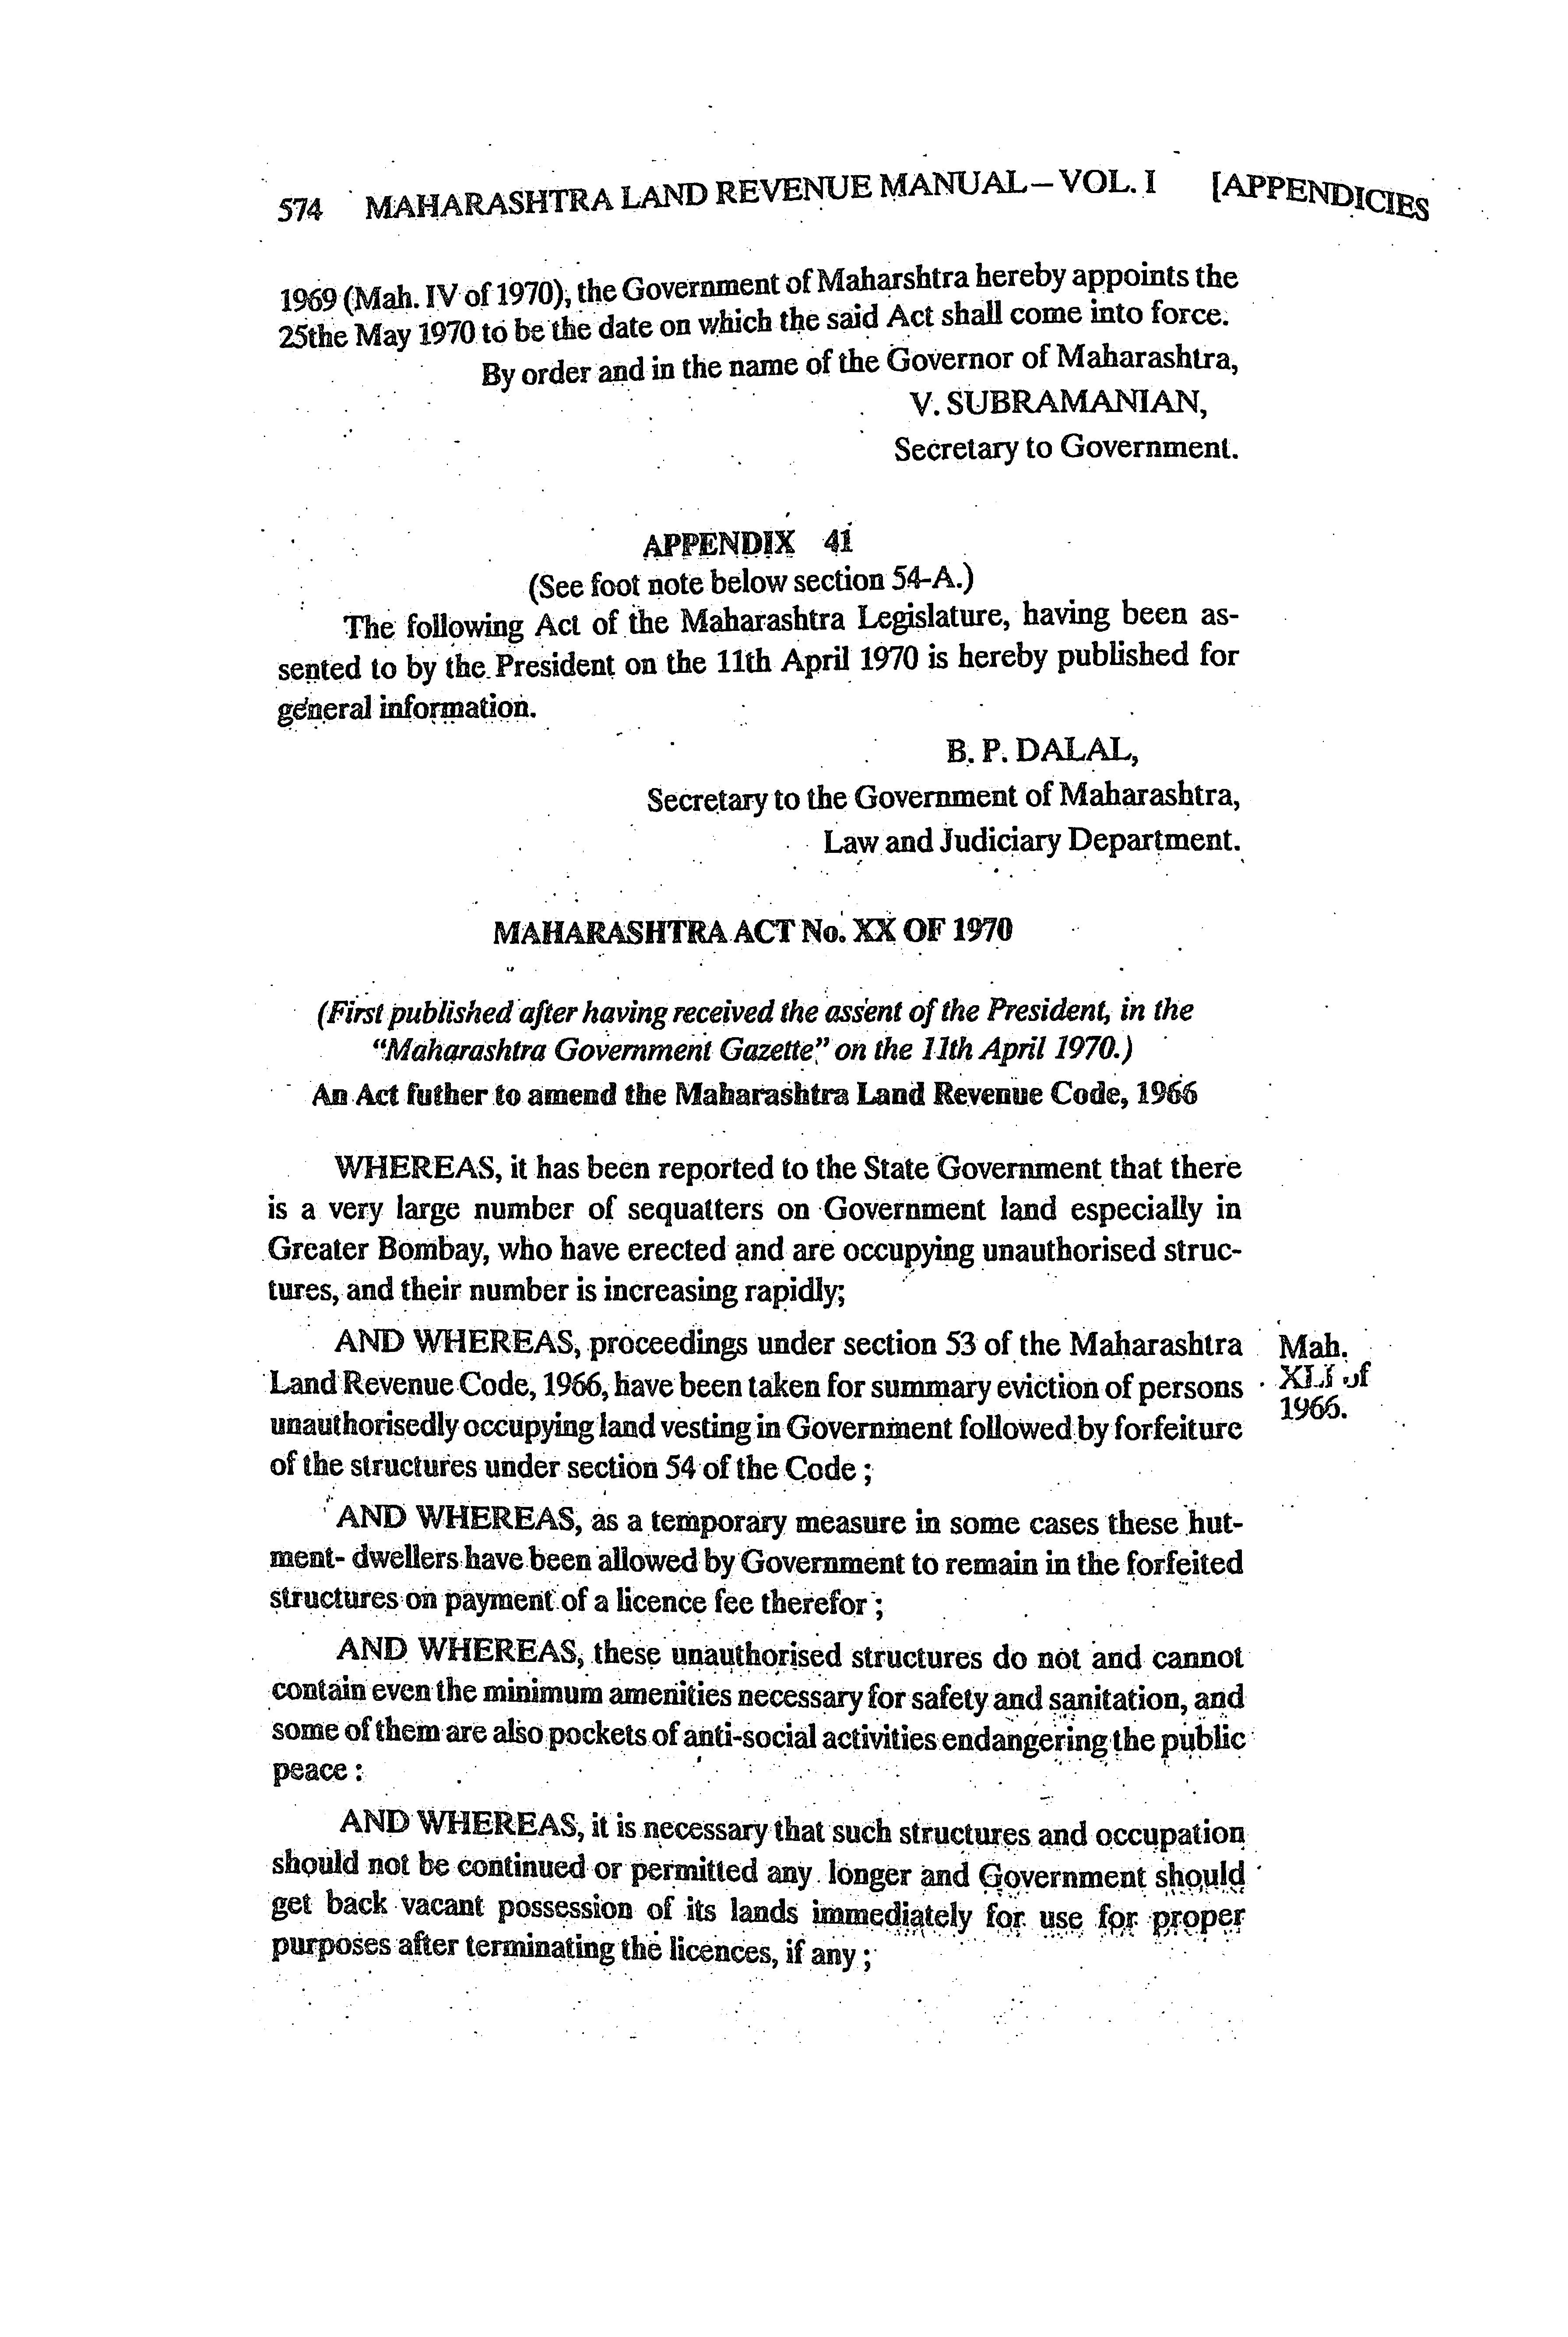 574 MAHARASHTRA LAND REVENUE MANUAL – VOL. I [APPENDICIES
1969 (Mah. IV of 1970), the Government of Maharshtra hereby appoints the
25the May 1970 to be the date on which the said Act shall come into force.
By order and in the name of the Governor of Maharashtra,
V. SUBRAMANIAN,
Secretary to Government.
APPENDIX 41
(See foot note below section 54-A.)
The following Act of the Maharashtra Legislature, having been as-
sented to by the President on the 11th April 1970 is hereby published for
general information.
B. P. DALAL,
Secretary to the Government of Maharashtra,
Law and Judiciary Department.
MAHARASHTRA ACT No. XX OF 1970
(First published after having received the assent of the President, in the
“Maharashtra Government Gazette” on the 11th April 1970.)
An Act futher to amend the Maharashtra Land Revenue Code, 1966
WHEREAS, it has been reported to the State Government that there
is a very large number of sequatters on Government land especially in
Greater Bombay, who have erected and are occupying unauthorised struc-
tures, and their number is increasing rapidly;
AND WHEREAS, proceedings under section 53 of the Maharashtra
Land Revenue Code, 1966, have been taken for summary eviction of persons
unauthorisedly occupying land vesting in Government followed by forfeiture
of the structures under section 54 of the Code ;
Mah.
XLI of
1966.
AND WHEREAS, as a temporary measure in some cases these hut-
ment- dwellers have been allowed by Government to remain in the forfeited
structures on payment of a licence fee therefor ;
AND WHEREAS, these unauthorised structures do not and cannot
contain even the minimum amenities necessary for safety and sanitation, and
some of them are also pockets of anti-social activities endangering the public
peace :
AND WHEREAS, it is necessary that such structures and occupation
should not be continued or permitted any longer and Government should
get back vacant possession of its lands immediately for use for proper
purposes after terminating the licences, if any ;